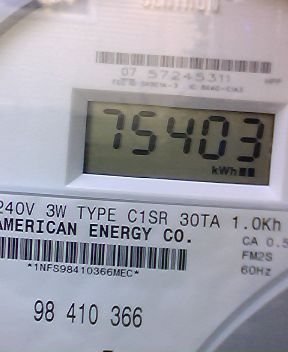 07 57245311
75403
kWh
240V 3W TYPE C1SR 30TA 1.0Kh
AMERICAN ENERGY CO.
CA 0.5
FM2S
60Hz
*1NFS98410366MEC*
98 410 366